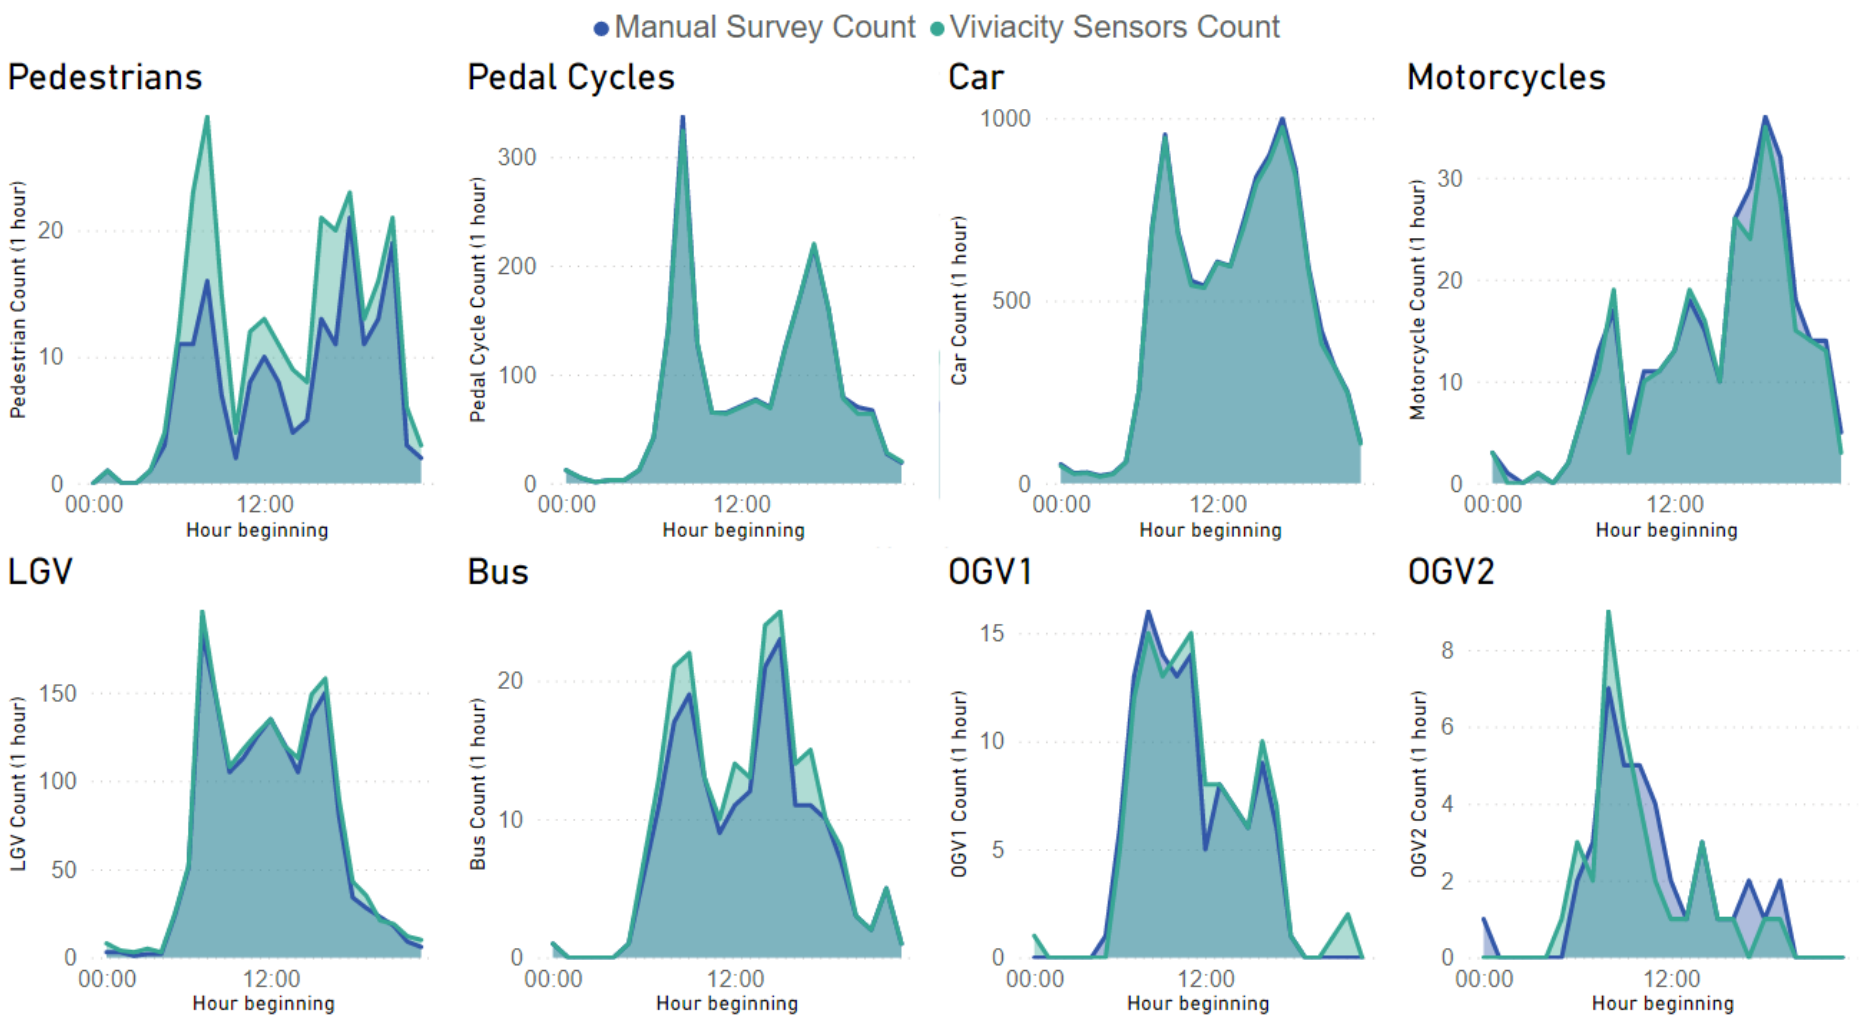 Manual Survey Count Viviacity Sensors Count
Pedestrians
Pedestrian Count (1 hour)
20
10
0
00:00 12:00
Hour beginning
Pedal Cycles
Pedal Cycle Count (1 hour)
300
200
100
0
00:00 12:00
Hour beginning
Car
Car Count (1 hour)
1000
500
0
00:00 12:00
Hour beginning
Motorcycles
Motorcycle Count (1 hour)
30
20
10
0
00:00 12:00
Hour beginning
LGV
LGV Count (1 hour)
150
100
50
0
00:00 12:00
Hour beginning
Bus
Bus Count (1 hour)
20
10
0
00:00 12:00
Hour beginning
OGV1
OGV1 Count (1 hour)
15
10
5
0
00:00 12:00
Hour beginning
OGV2
OGV2 Count (1 hour)
8
6
4
2
0
00:00 12:00
Hour beginning